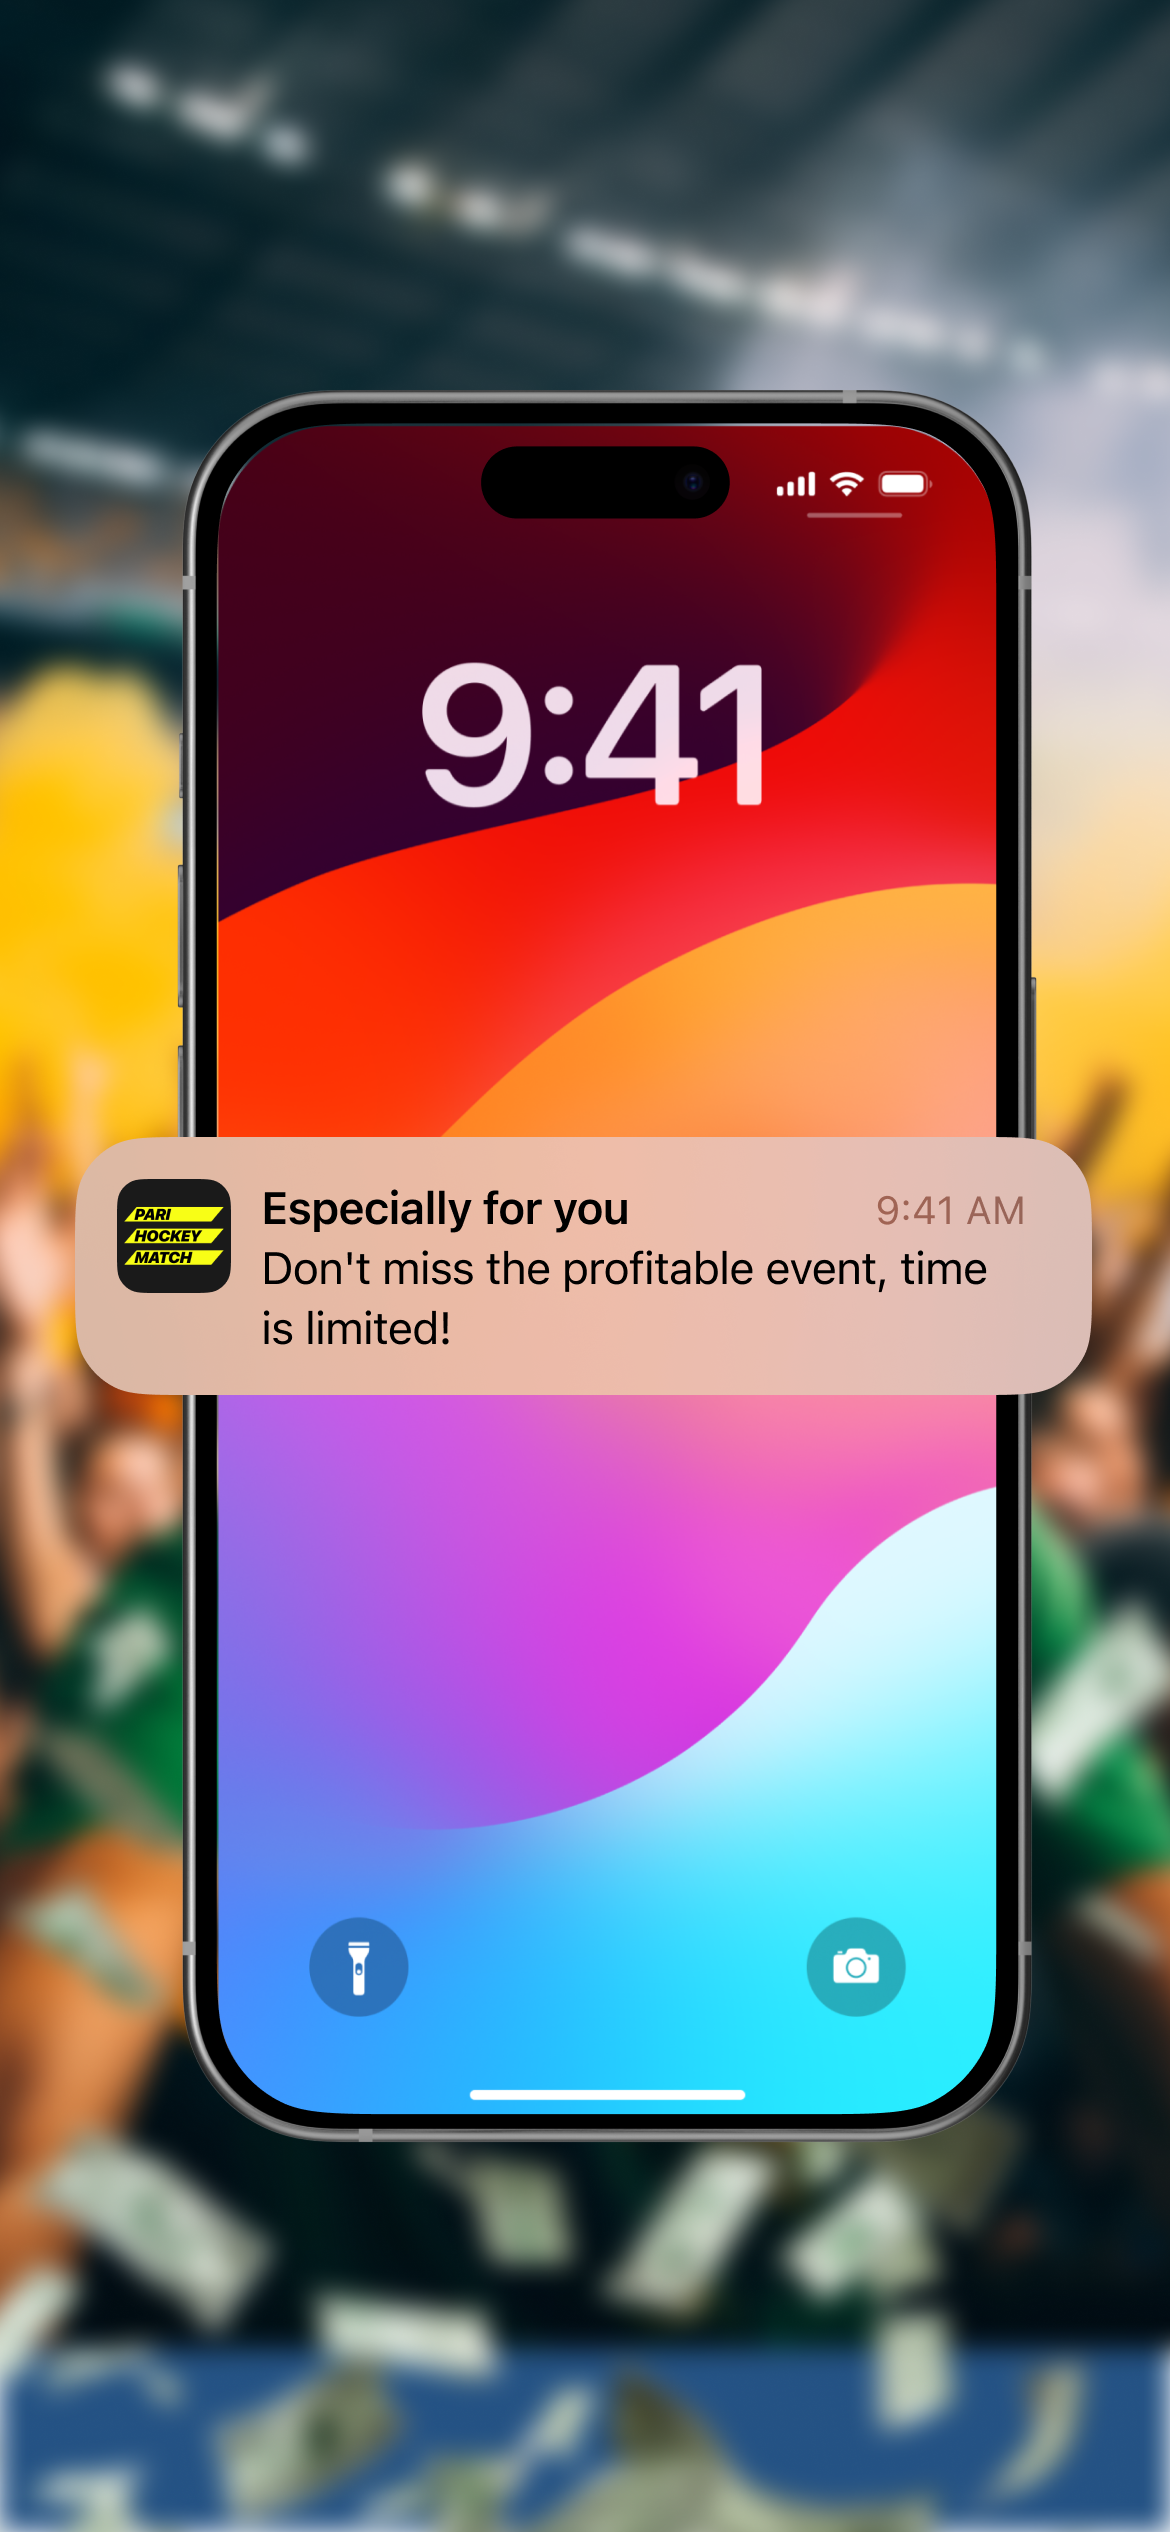 9:41
PARI
HOCKEY
MATCH
Especially for you
9:41 AM
Don't miss the profitable event, time
is limited!